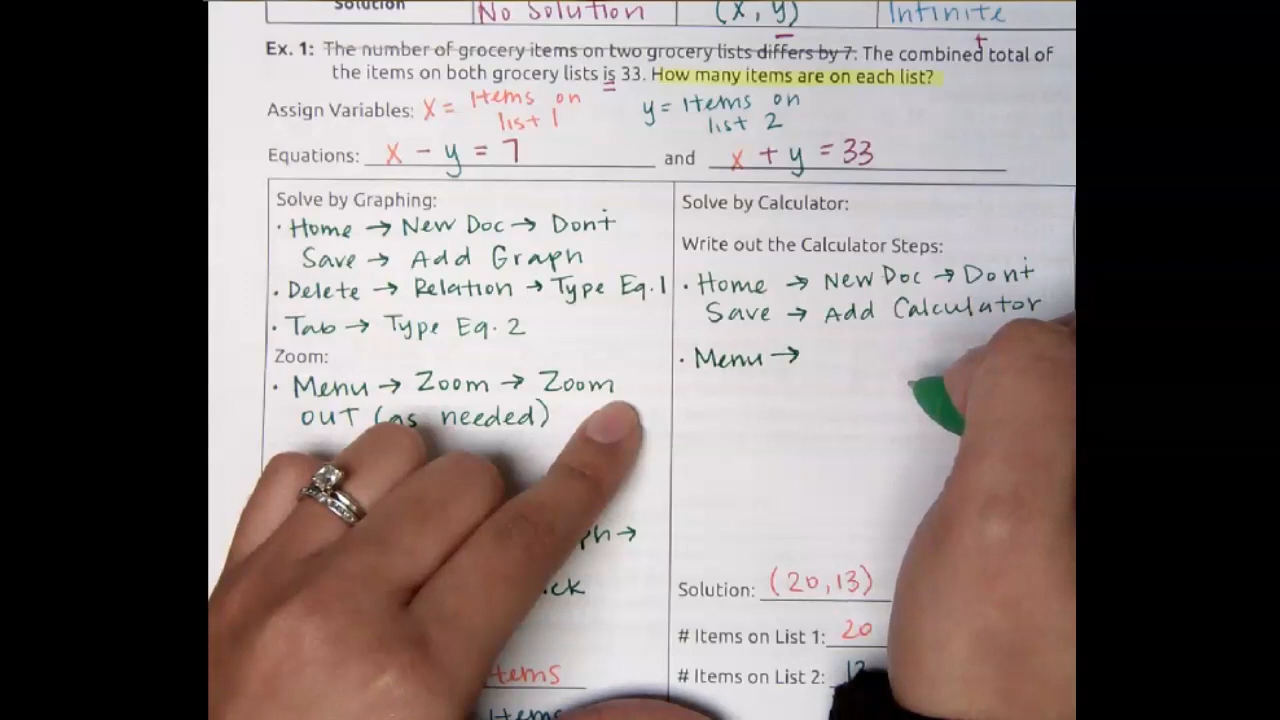 Solution
No Solution
(x, y)
Infinite
Ex. 1: The number of grocery items on two grocery lists differs by 7. The combined total of
the items on both grocery lists is 33. How many items are on each list?
+
Assign Variables: x = Items on list 1 y = Items on list 2
Equations: x - y = 7 and x + y = 33
Solve by Graphing:
· Home → New Doc → Don't
Save → Add Graph
· Delete → Relation → Type Eq. 1
· Tab → Type Eq. 2
Zoom:
· Menu → Zoom → Zoom
OUT (as needed)
→
Items
Items
Solve by Calculator:
Write out the Calculator Steps:
· Home → New Doc → Don't
Save → Add Calculator
· Menu →
Solution: (20, 13)
# Items on List 1: 20
# Items on List 2: